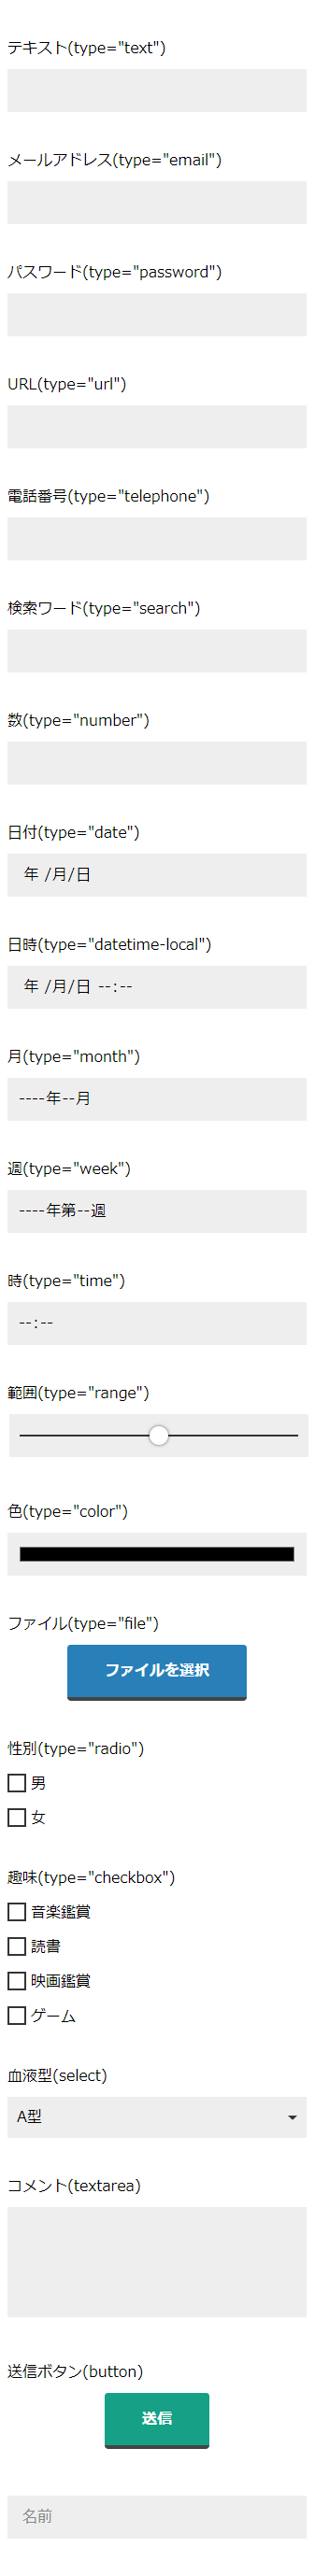 テキスト(type="text")
メールアドレス(type="email")
パスワード(type="password")
URL(type="url")
電話番号(type="telephone")
検索ワード(type="search")
数(type="number")
日付(type="date")
年 /月/日
日時(type="datetime-local")
年 /月/日 --:--
月(type="month")
----年--月
週(type="week")
----年第--週
時(type="time")
--:--
範囲(type="range")
色(type="color")
ファイル(type="file")
ファイルを選択
性別(type="radio")
男
女
趣味(type="checkbox")
音楽鑑賞
読書
映画鑑賞
ゲーム
血液型(select)
A型
コメント(textarea)
送信ボタン(button)
送信
名前